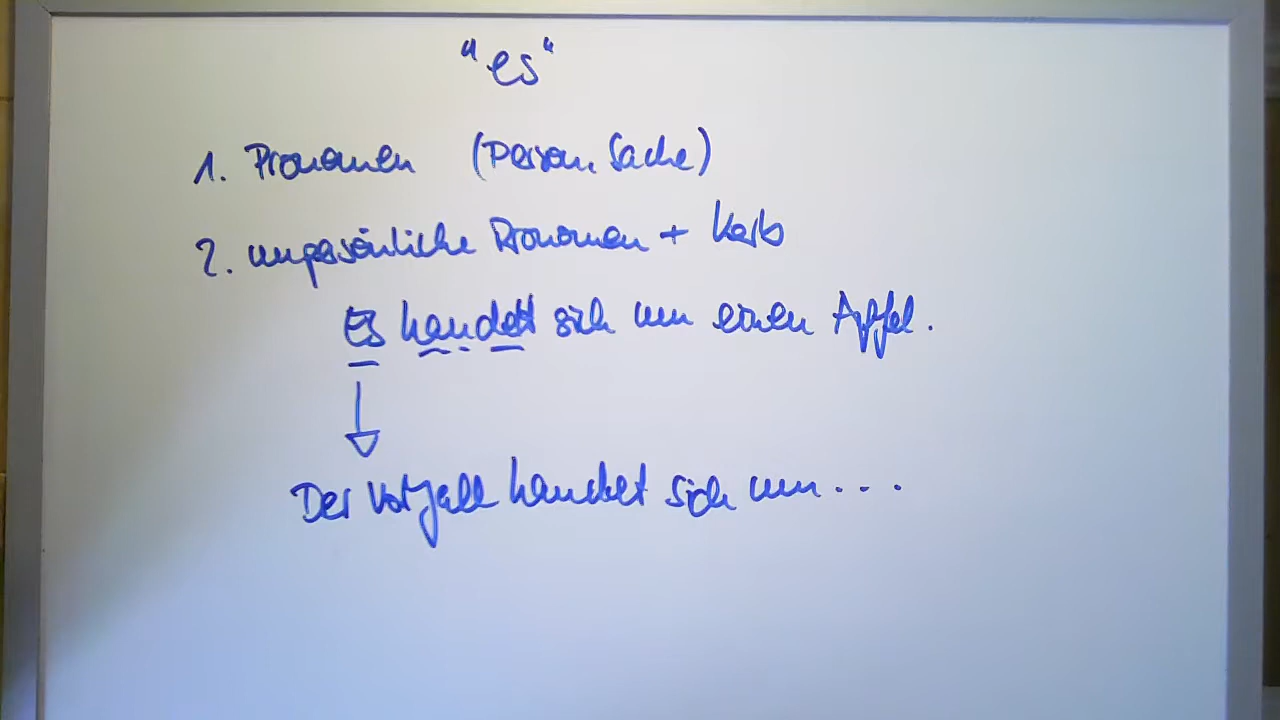 "es"
1. Pronomen (Person, Sache)
2. unpersönliche Pronomen + Verb
Es handelt sich um einen Apfel.
Der Vorfall handelt sich um...